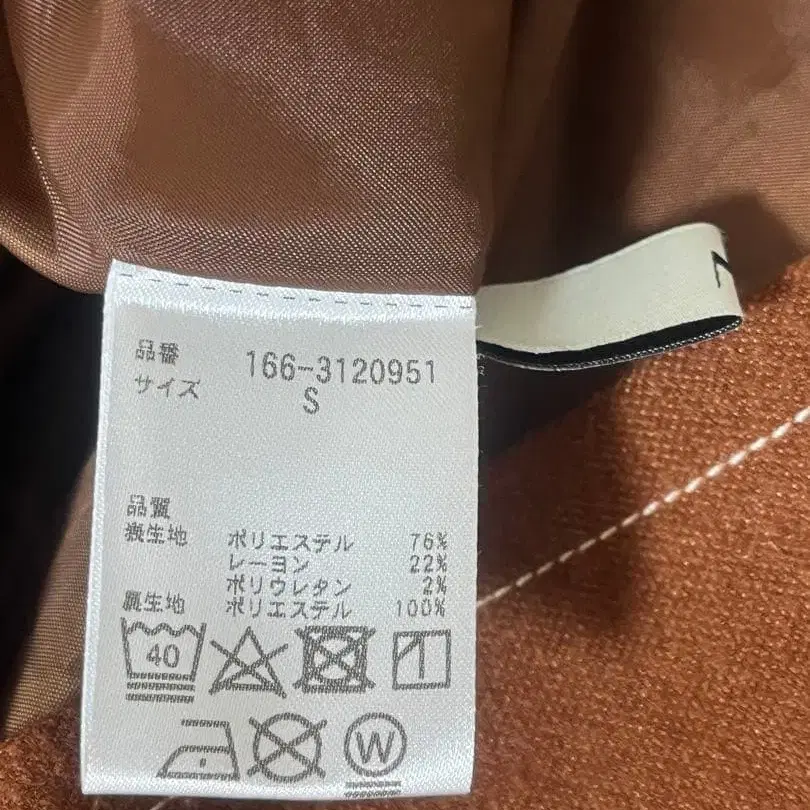 品番 166-3120951
サイズ S
品質
表生地 ポリエステル 76%
レーヨン 22%
ポリウレタン 2%
裏生地 ポリエステル 100%
40
W